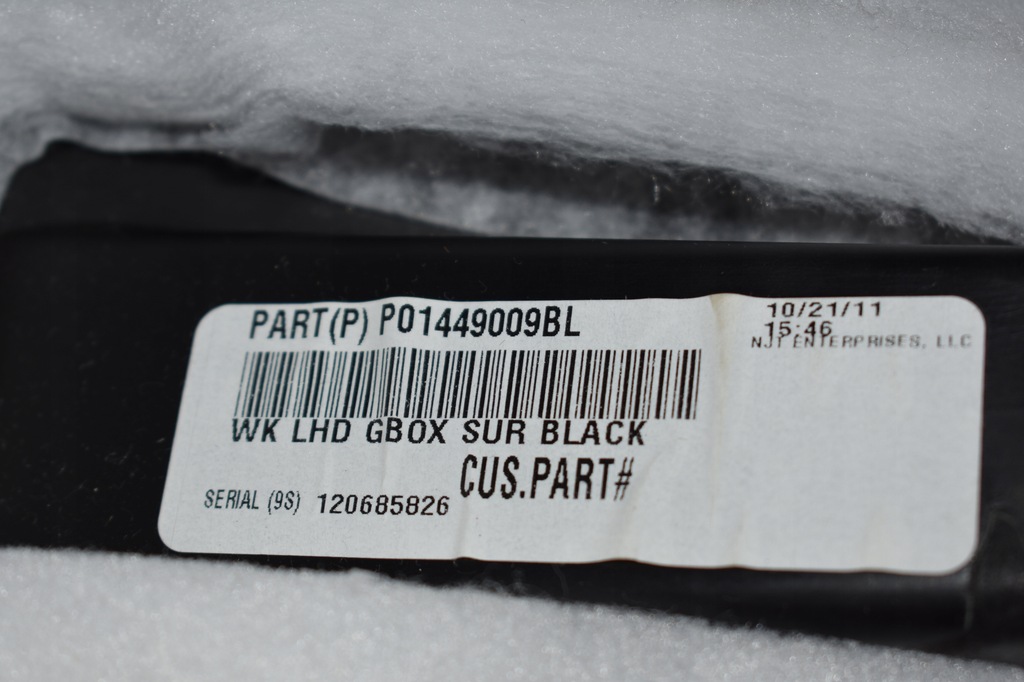 PART(P) P01449009BL
10/21/11
15:46
NJT ENTERPRISES, LLC
WK LHD GBOX SUR BLACK
CUS.PART#
SERIAL (9S) 120685826